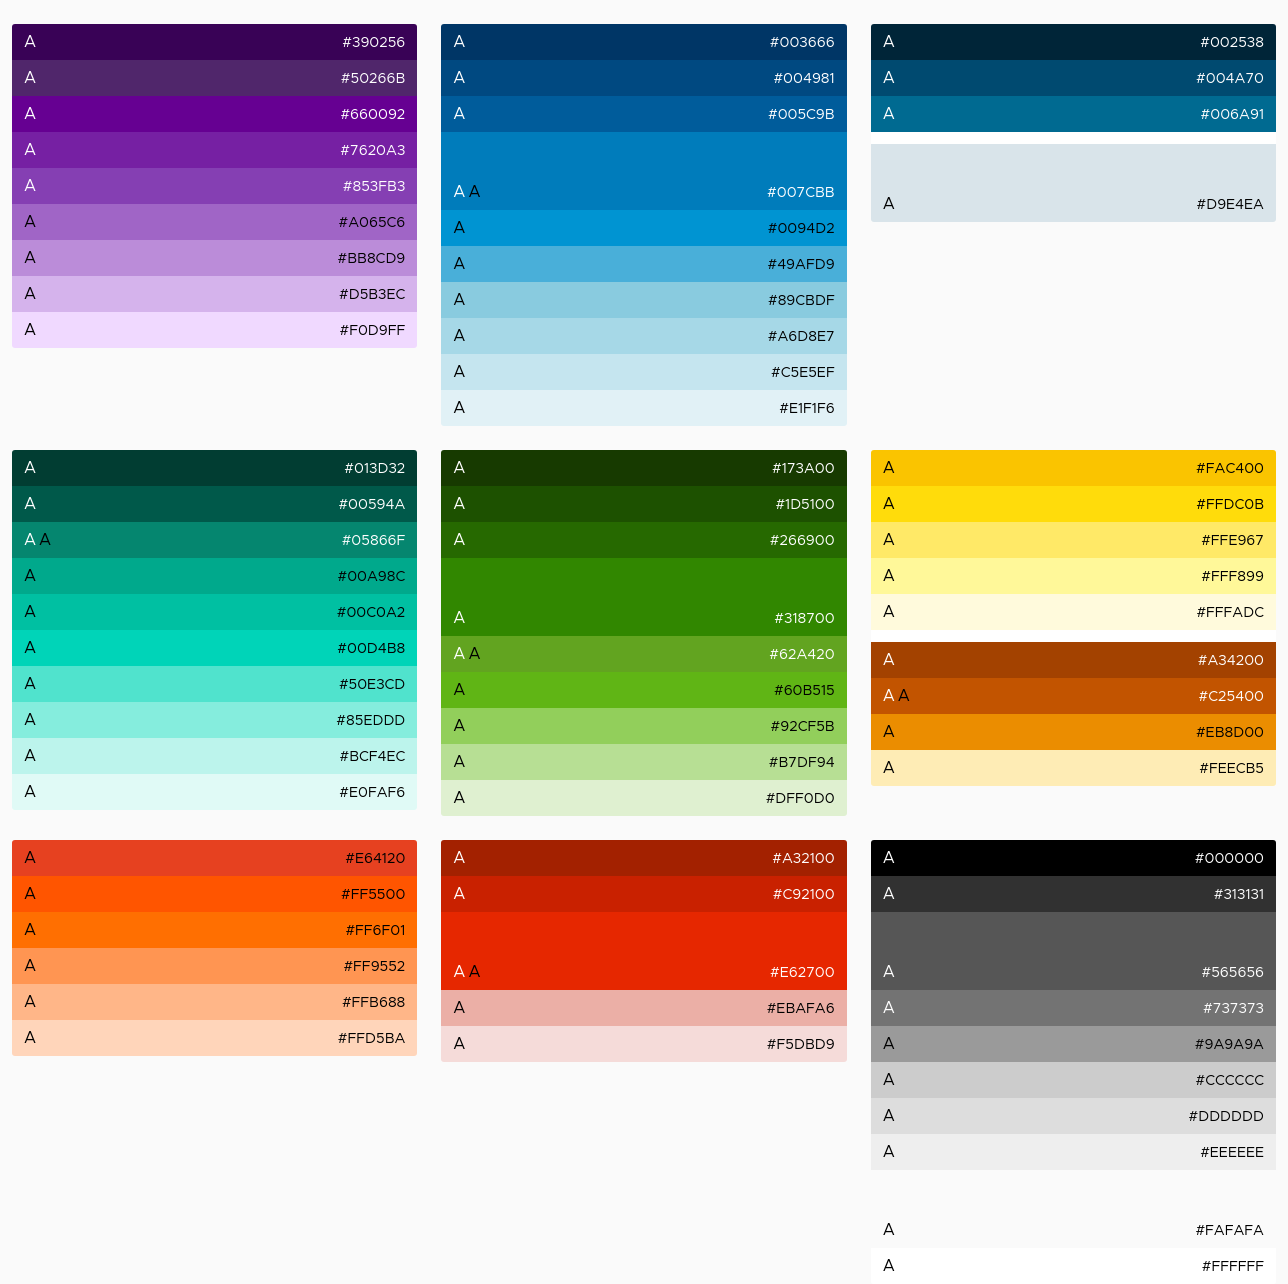 A #390256
A #50266B
A #660092
A #7620A3
A #853FB3
A #A065C6
A #BB8CD9
A #D5B3EC
A #F0D9FF
A #003666
A #004981
A #005C9B
A A #007CBB
A #0094D2
A #49AFD9
A #89CBDF
A #A6D8E7
A #C5E5EF
A #E1F1F6
A #002538
A #004A70
A #006A91
A #D9E4EA
A #013D32
A #00594A
A A #05866F
A #00A98C
A #00C0A2
A #00D4B8
A #50E3CD
A #85EDDD
A #BCF4EC
A #E0FAF6
A #173A00
A #1D5100
A #266900
A #318700
A A #62A420
A #60B515
A #92CF5B
A #B7DF94
A #DFF0D0
A #FAC400
A #FFDC0B
A #FFE967
A #FFF899
A #FFFADC
A #A34200
A A #C25400
A #EB8D00
A #FEECB5
A #E64120
A #FF5500
A #FF6F01
A #FF9552
A #FFB688
A #FFD5BA
A #A32100
A #C92100
A A #E62700
A #EBAFA6
A #F5DBD9
A #000000
A #313131
A #565656
A #737373
A #9A9A9A
A #CCCCCC
A #DDDDDD
A #EEEEEE
A #FAFAFA
A #FFFFFF